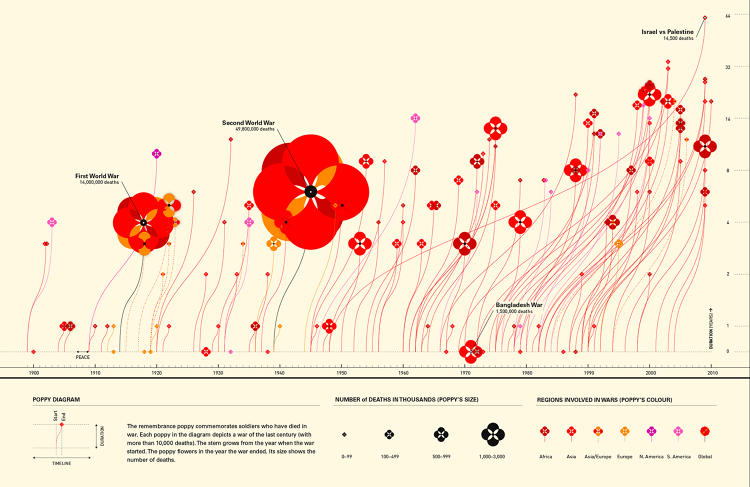 64
Israel vs Palestine
14,500 deaths
32
Second World War
49,800,000 deaths
16
First World War
14,000,000 deaths
8
4
2
Bangladesh War
1,500,000 deaths
DURATION (YEARS)
1
0
PEACE
1900 1910 1920 1930 1940 1950 1960 1970 1980 1990 2000 2010
POPPY DIAGRAM
Start
End
DURATION
TIMELINE
The remembrance poppy commemorates soldiers who have died in
war. Each poppy in the diagram depicts a war of the last century (with
more than 10,000 deaths). The stem grows from the year when the war
started. The poppy flowers in the year the war ended. Its size shows the
number of deaths.
NUMBER of DEATHS IN THOUSANDS (POPPY'S SIZE)
0-99 100-499 500-999 1,000-3,000
REGIONS INVOLVED IN WARS (POPPY'S COLOUR)
Africa Asia Asia/Europe Europe N. America S. America Global